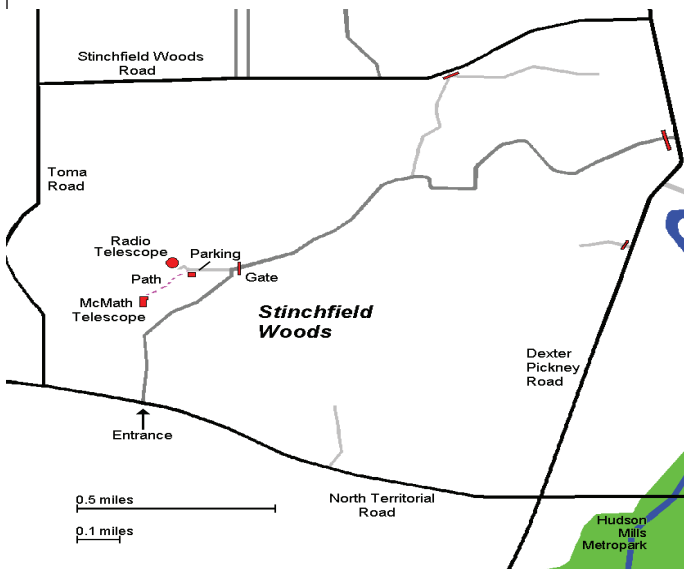 Stinchfield Woods
Road
Toma
Road
Radio
Telescope
Parking
Path
Gate
McMath
Telescope
Stinchfield
Woods
Dexter
Pickney
Road
Entrance
0.5 miles
North Territorial
Road
0.1 miles
Hudson
Mills
Metropark